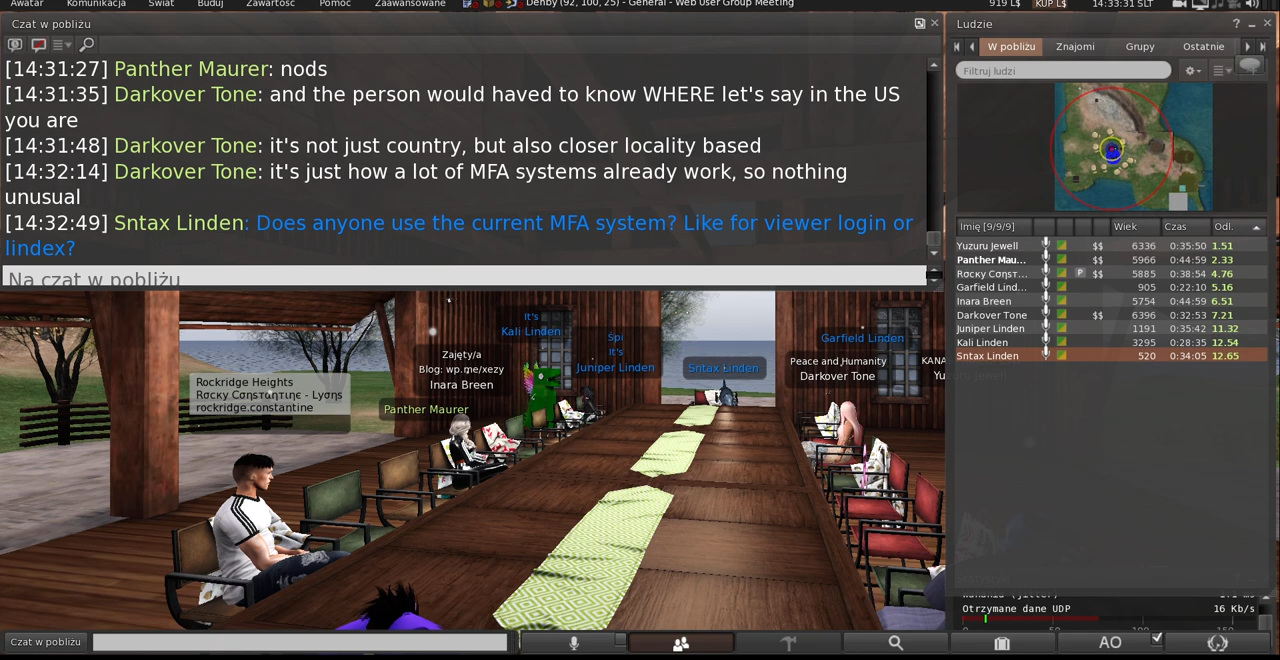 Awatar Komunikacja Świat Buduj Zawartość Pomoc Zaawansowane Denby (92, 100, 25) - General - Web User Group Meeting 919 L$ KUP L$ 14:33:31 SLT
Czat w pobliżu
[14:31:27] Panther Maurer: nods
[14:31:35] Darkover Tone: and the person would haved to know WHERE let's say in the US
you are
[14:31:48] Darkover Tone: it's not just country, but also closer locality based
[14:32:14] Darkover Tone: it's just how a lot of MFA systems already work, so nothing
unusual
[14:32:49] Sntax Linden: Does anyone use the current MFA system? Like for viewer login or
lindex?
Na czat w pobliżu
It's
Kali Linden
Śpi
It's
Juniper Linden
Sntax Linden
Garfield Linden
Zajęty/a
Blog: wp.me/xezy
Inara Breen
Peace and Humanity
Darkover Tone
KANA
Yu
Rockridge Heights
Rσcкy Cσηsтαηтιηє - Lyσηs
rockridge.constantine
Panther Maurer
Czat w pobliżu
AO
Ludzie
W pobliżu Znajomi Grupy Ostatnie
Filtruj ludzi
Imię [9/9/9] Wiek Czas Odl.
Yuzuru Jewell $$ 6336 0:35:50 1.51
Panther Mau... $$ 5966 0:44:59 2.33
Rσcкy Cσηsт... P $$ 5885 0:38:54 4.76
Garfield Lind... 905 0:22:10 5.16
Inara Breen 5754 0:44:59 6.51
Darkover Tone $$ 6396 0:32:53 7.21
Juniper Linden 1191 0:35:42 11.32
Kali Linden 3295 0:28:35 12.54
Sntax Linden 520 0:34:05 12.65
Otrzymane dane UDP 16 Kb/s